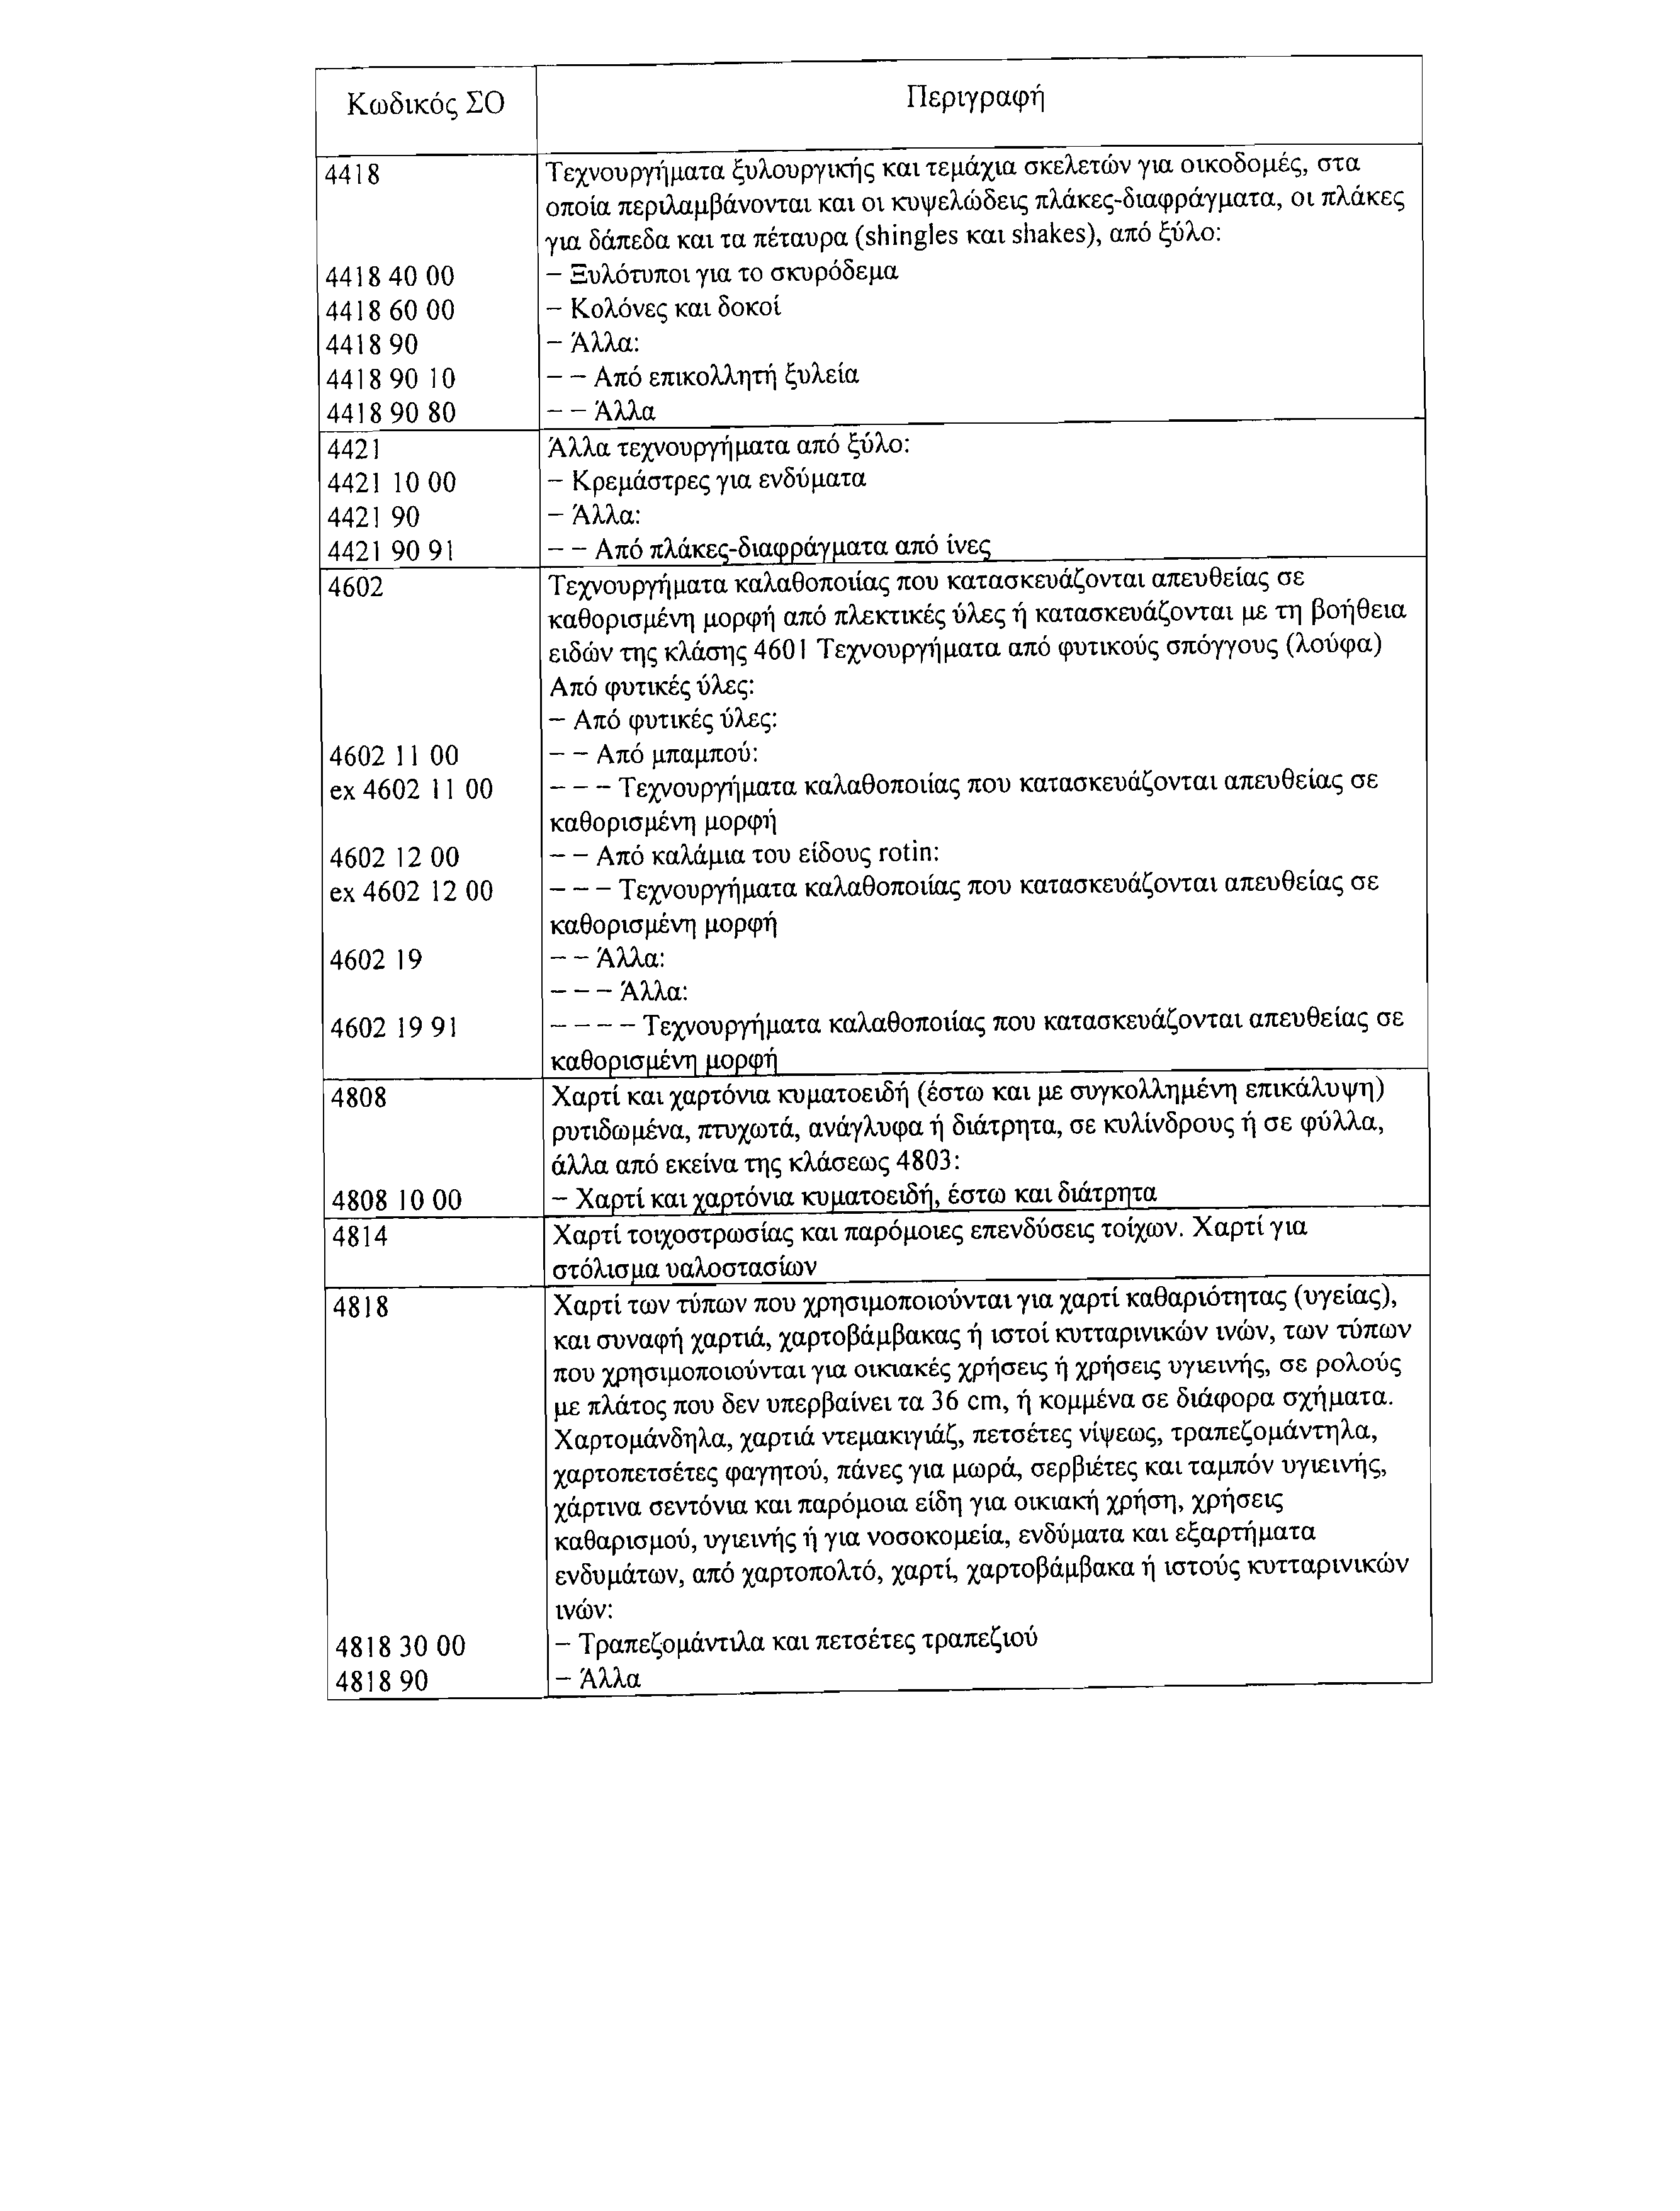 Κωδικός ΣΟ Περιγραφή
4418 Τεχνουργήματα ξυλουργικής και τεμάχια σκελετών για οικοδομές, στα
οποία περιλαμβάνονται και οι κυψελώδεις πλάκες-διαφράγματα, οι πλάκες
για δάπεδα και τα πέταυρα (shingles και shakes), από ξύλο:
4418 40 00 – Ξυλότυποι για το σκυρόδεμα
4418 60 00 – Κολόνες και δοκοί
4418 90 – Άλλα:
4418 90 10 – – Από επικολλητή ξυλεία
4418 90 80 – – Άλλα
4421 Άλλα τεχνουργήματα από ξύλο:
4421 10 00 – Κρεμάστρες για ενδύματα
4421 90 – Άλλα:
4421 90 91 – – Από πλάκες-διαφράγματα από ίνες
4602 Τεχνουργήματα καλαθοποιίας που κατασκευάζονται απευθείας σε
καθορισμένη μορφή από πλεκτικές ύλες ή κατασκευάζονται με τη βοήθεια
ειδών της κλάσης 4601 Τεχνουργήματα από φυτικούς σπόγγους (λούφα)
Από φυτικές ύλες:
– Από φυτικές ύλες:
4602 11 00 – – Από μπαμπού:
ex 4602 11 00 – – – Τεχνουργήματα καλαθοποιίας που κατασκευάζονται απευθείας σε
καθορισμένη μορφή
4602 12 00 – – Από καλάμια του είδους rotin:
ex 4602 12 00 – – – Τεχνουργήματα καλαθοποιίας που κατασκευάζονται απευθείας σε
καθορισμένη μορφή
4602 19 – – Άλλα:
– – – Άλλα:
4602 19 91 – – – – Τεχνουργήματα καλαθοποιίας που κατασκευάζονται απευθείας σε
καθορισμένη μορφή
4808 Χαρτί και χαρτόνια κυματοειδή (έστω και με συγκολλημένη επικάλυψη)
ρυτιδωμένα, πτυχωτά, ανάγλυφα ή διάτρητα, σε κυλίνδρους ή σε φύλλα,
άλλα από εκείνα της κλάσεως 4803:
4808 10 00 – Χαρτί και χαρτόνια κυματοειδή, έστω και διάτρητα
4814 Χαρτί τοιχοστρωσίας και παρόμοιες επενδύσεις τοίχων. Χαρτί για
στόλισμα υαλοστασίων
4818 Χαρτί των τύπων που χρησιμοποιούνται για χαρτί καθαριότητας (υγείας),
και συναφή χαρτιά, χαρτοβάμβακας ή ιστοί κυτταρινικών ινών, των τύπων
που χρησιμοποιούνται για οικιακές χρήσεις ή χρήσεις υγιεινής, σε ρολούς
με πλάτος που δεν υπερβαίνει τα 36 cm, ή κομμένα σε διάφορα σχήματα.
Χαρτομάνδηλα, χαρτιά ντεμακιγιάζ, πετσέτες νίψεως, τραπεζομάντηλα,
χαρτοπετσέτες φαγητού, πάνες για μωρά, σερβιέτες και ταμπόν υγιεινής,
χάρτινα σεντόνια και παρόμοια είδη για οικιακή χρήση, χρήσεις
καθαρισμού, υγιεινής ή για νοσοκομεία, ενδύματα και εξαρτήματα
ενδυμάτων, από χαρτοπολτό, χαρτί, χαρτοβάμβακα ή ιστούς κυτταρινικών
ινών:
4818 30 00 – Τραπεζομάντιλα και πετσέτες τραπεζιού
4818 90 – Άλλα